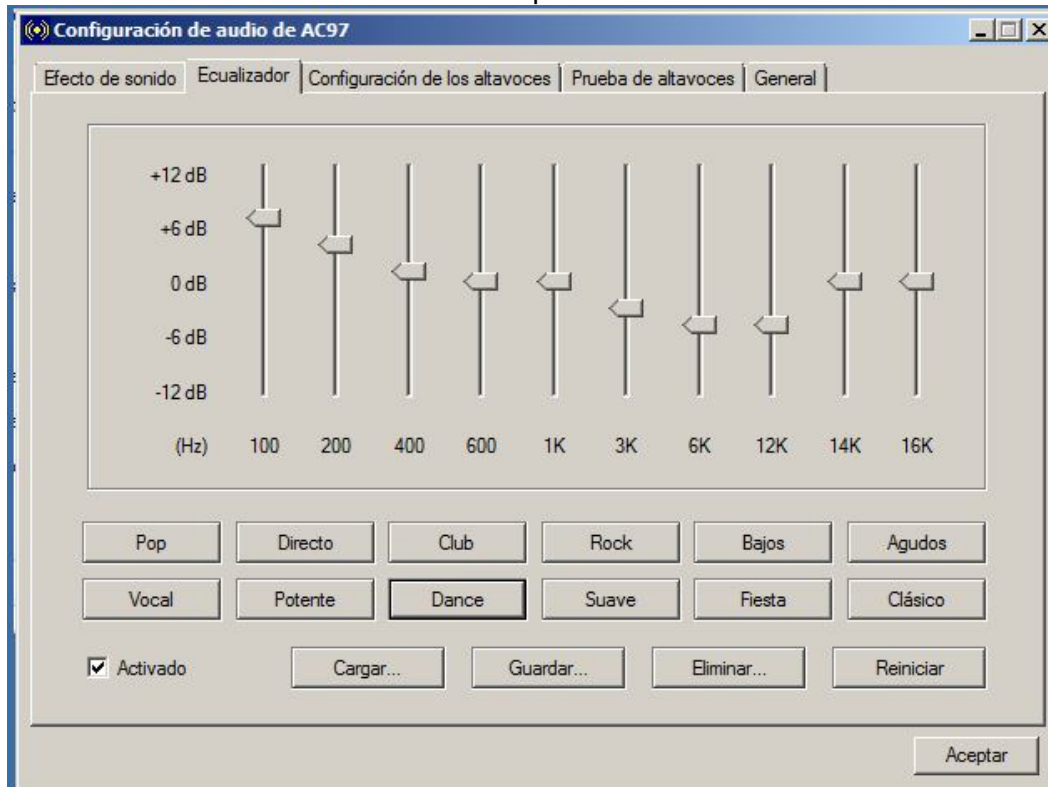 Configuración de audio de AC97
Efecto de sonido Ecualizador Configuración de los altavoces Prueba de altavoces General
+12 dB
+6 dB
0 dB
-6 dB
-12 dB
(Hz) 100 200 400 600 1K 3K 6K 12K 14K 16K
Pop Directo Club Rock Bajos Agudos
Vocal Potente Dance Suave Fiesta Clásico
Activado Cargar... Guardar... Eliminar... Reiniciar
Aceptar